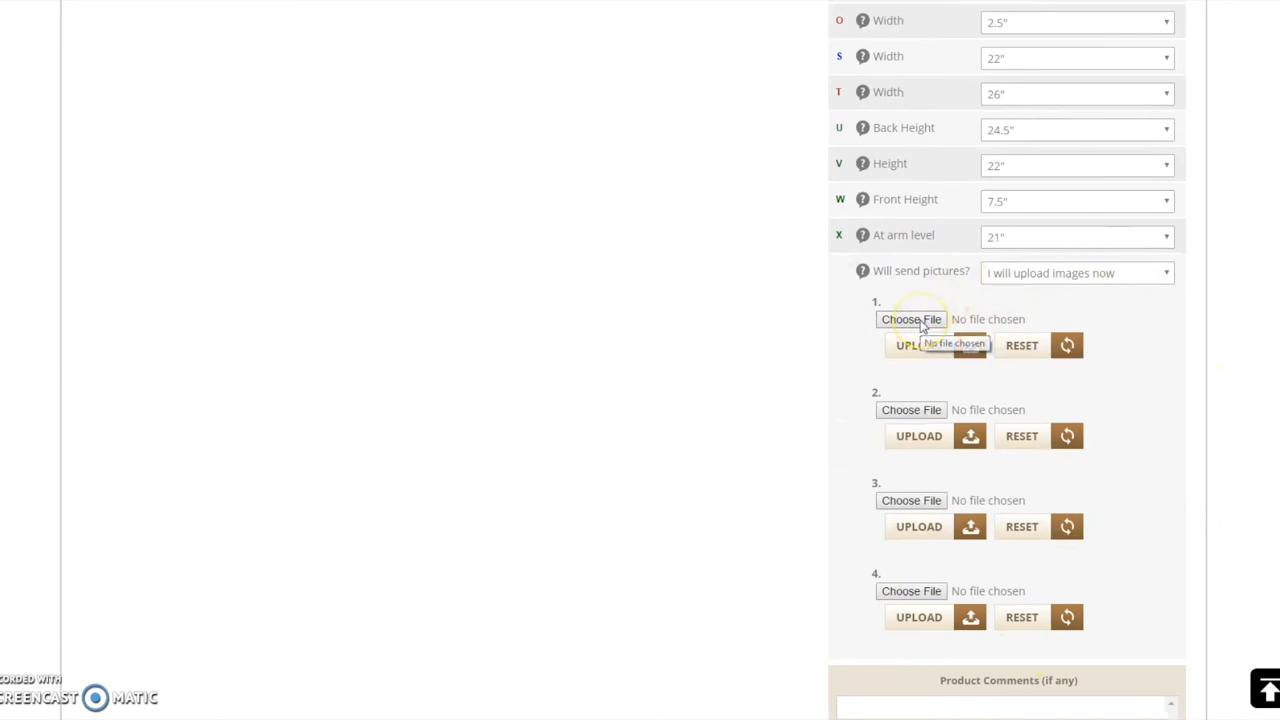 O ? Width 2.5"
S ? Width 22"
T ? Width 26"
U ? Back Height 24.5"
V ? Height 22"
W ? Front Height 7.5"
X ? At arm level 21"
? Will send pictures? I will upload images now
1.
Choose File No file chosen
No file chosen
RESET
2.
Choose File No file chosen
UPLOAD RESET
3.
Choose File No file chosen
UPLOAD RESET
4.
Choose File No file chosen
UPLOAD RESET
Product Comments (if any)